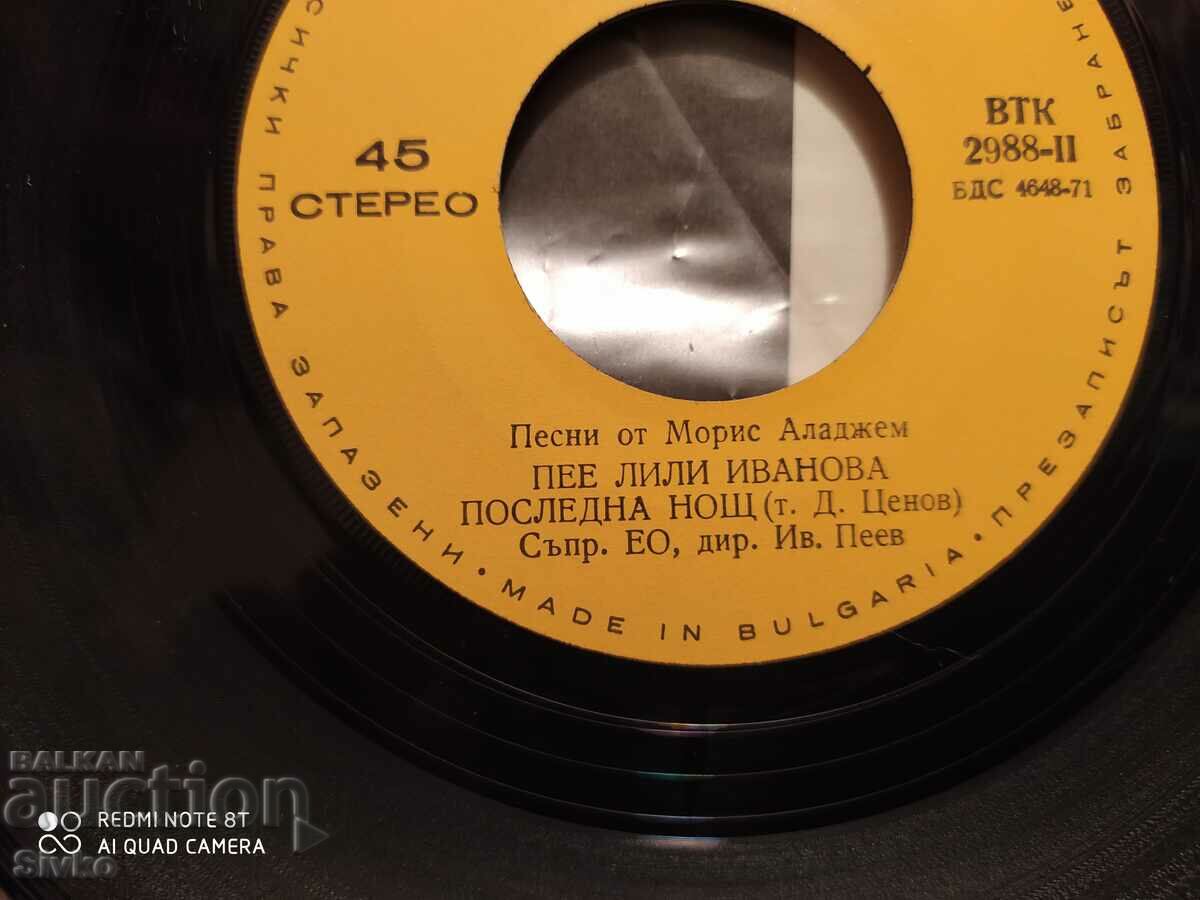 45
СТЕРЕО
ВТК
2988-II
БДС 4648-71
Песни от Морис Аладжем
ПЕЕ ЛИЛИ ИВАНОВА
ПОСЛЕДНА НОЩ (т. Д. Ценов)
Съпр. ЕО, дир. Ив. Пеев
ПРАВА ЗАПАЗЕНИ • MADE IN BULGARIA • ПРЕЗАПИСЪТ
BALKAN
auction
REDMI NOTE 8T
AI QUAD CAMERA
Sivko